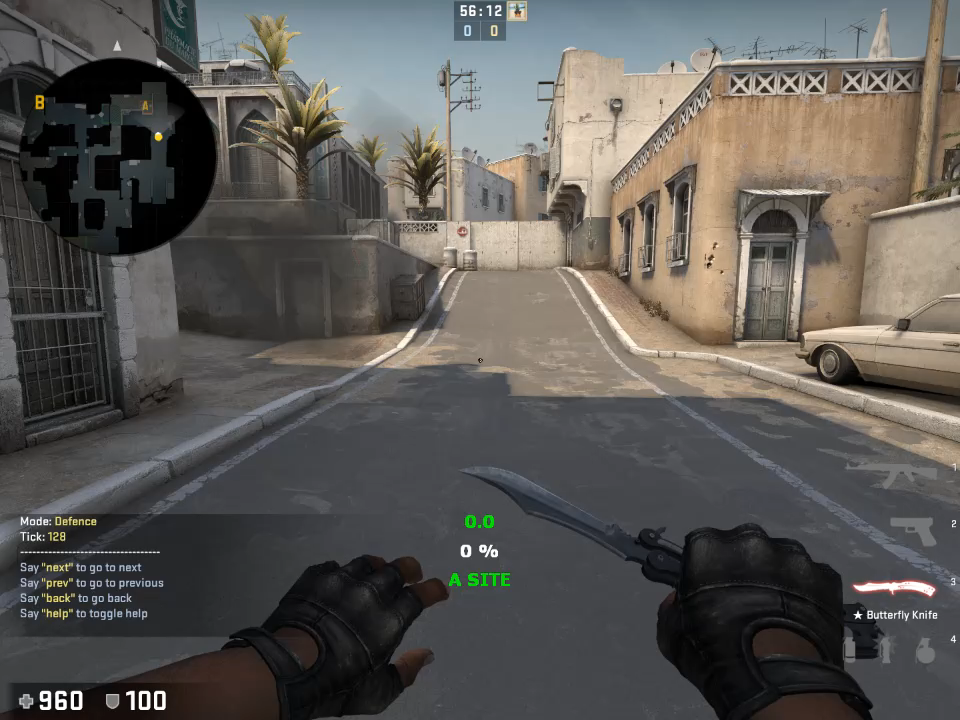 56:12
0 0
B
A
Mode: Defence
Tick: 128
----------------------------------
Say "next" to go to next
Say "prev" to go to previous
Say "back" to go back
Say "help" to toggle help
0.0
0 %
A SITE
1
2
3
★ Butterfly Knife
4
960
100